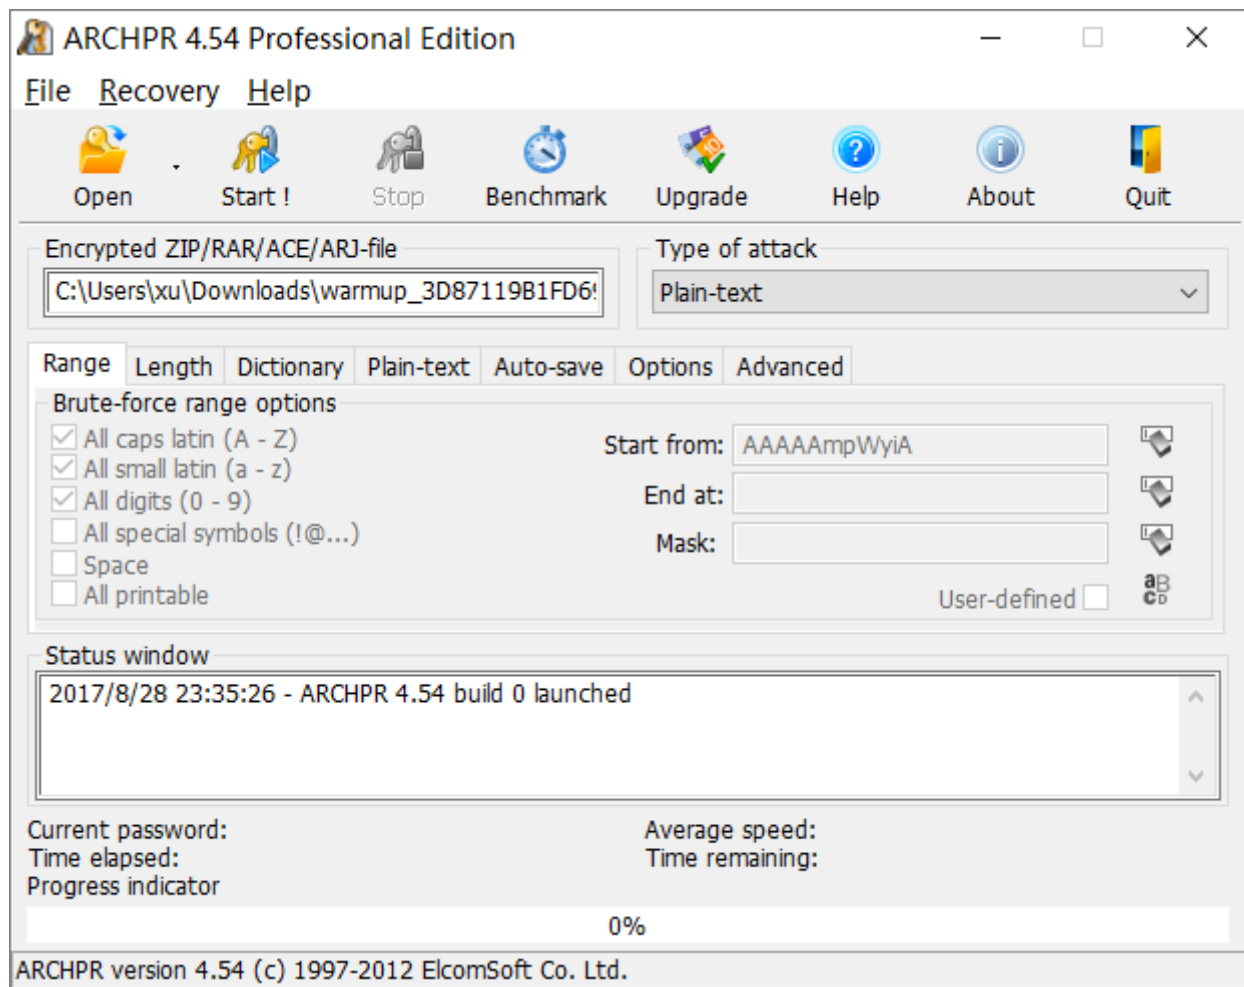 ARCHPR 4.54 Professional Edition
File Recovery Help
Open Start ! Stop Benchmark Upgrade Help About Quit
Encrypted ZIP/RAR/ACE/ARJ-file
C:\Users\xu\Downloads\warmup_3D87119B1FD69
Type of attack
Plain-text
Range Length Dictionary Plain-text Auto-save Options Advanced
Brute-force range options
All caps latin (A - Z)
All small latin (a - z)
All digits (0 - 9)
All special symbols (!@...)
Space
All printable
Start from: AAAAAmpWyiA
End at:
Mask:
User-defined
aBcD
Status window
2017/8/28 23:35:26 - ARCHPR 4.54 build 0 launched
Current password:
Average speed:
Time elapsed:
Time remaining:
Progress indicator
0%
ARCHPR version 4.54 (c) 1997-2012 ElcomSoft Co. Ltd.